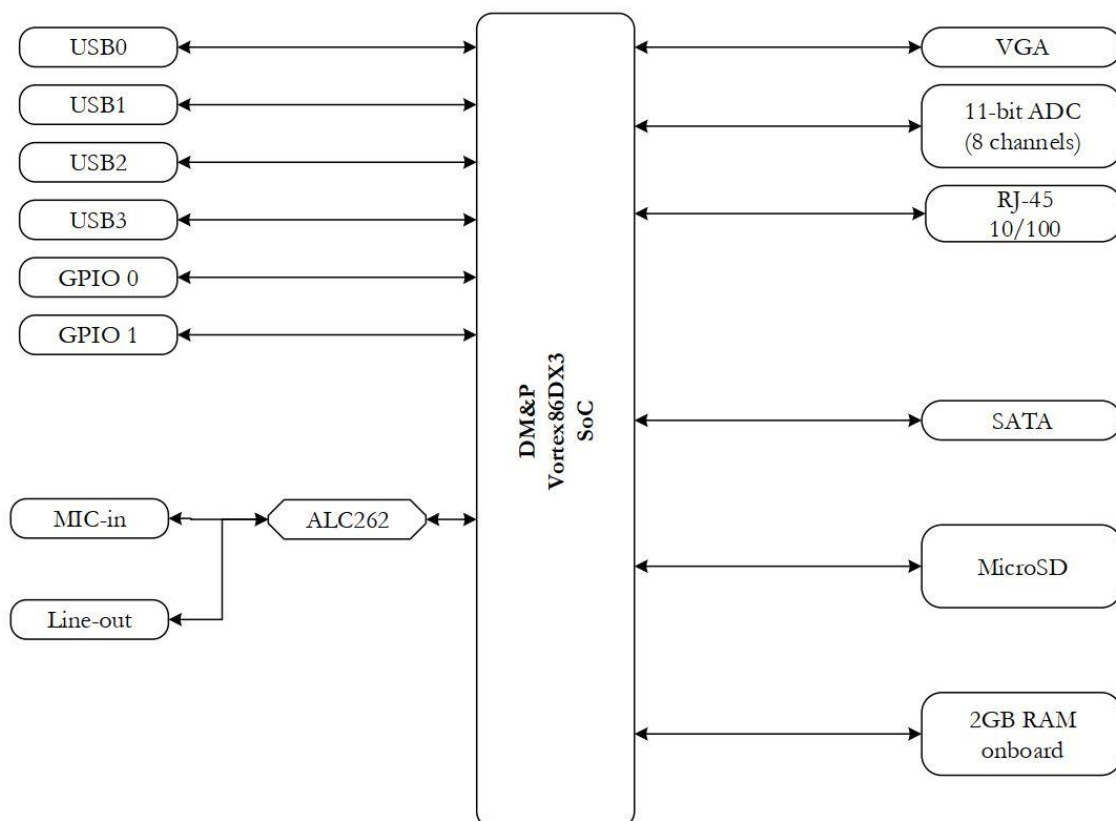 USB0
USB1
USB2
USB3
GPIO 0
GPIO 1
MIC-in
ALC262
Line-out
DM&P
Vortex86DX3
SoC
VGA
11-bit ADC
(8 channels)
RJ-45
10/100
SATA
MicroSD
2GB RAM
onboard